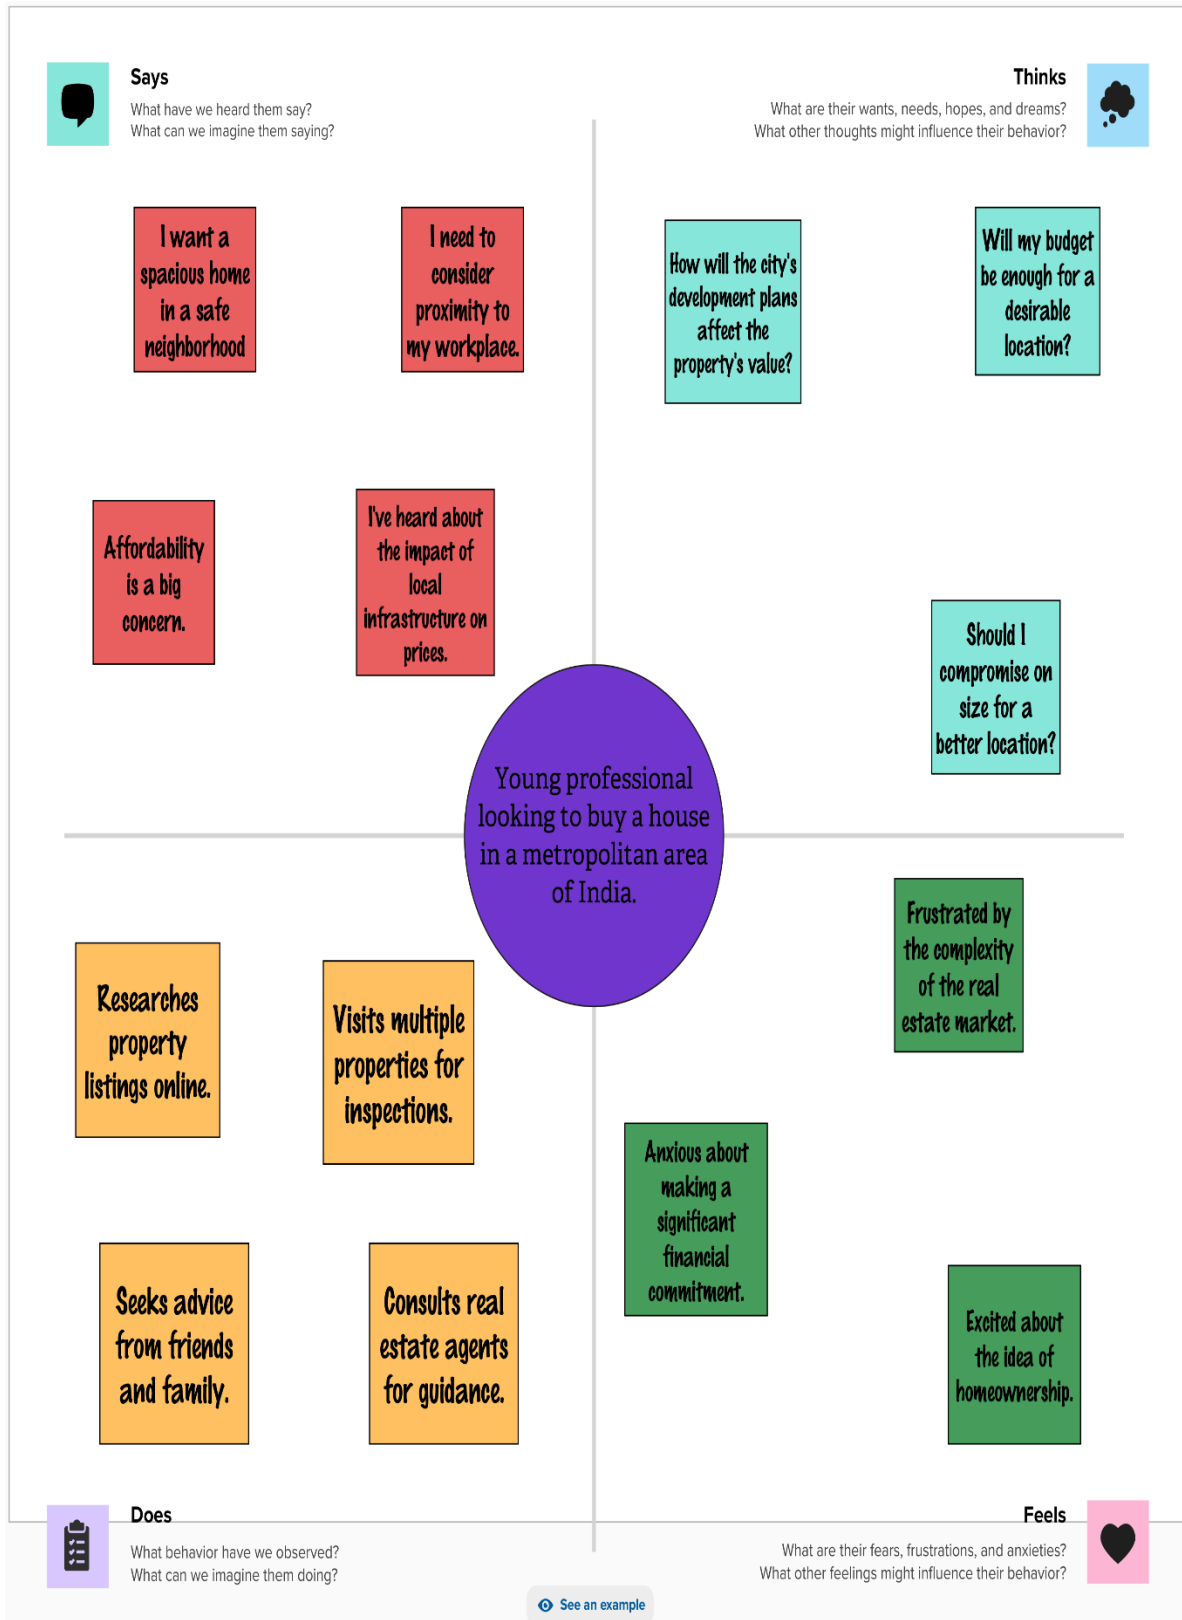 Says
What have we heard them say?
What can we imagine them saying?
Thinks
What are their wants, needs, hopes, and dreams?
What other thoughts might influence their behavior?
I want a
spacious home
in a safe
neighborhood
I need to
consider
proximity to
my workplace.
How will the city's
development plans
affect the
property's value?
Will my budget
be enough for a
desirable
location?
Affordability
is a big
concern.
I've heard about
the impact of
local
infrastructure on
prices.
Should I
compromise on
size for a
better location?
Young professional
looking to buy a house
in a metropolitan area
of India.
Researches
property
listings online.
Visits multiple
properties for
inspections.
Frustrated by
the complexity
of the real
estate market.
Anxious about
making a
significant
financial
commitment.
Seeks advice
from friends
and family.
Consults real
estate agents
for guidance.
Excited about
the idea of
homeownership.
Does
What behavior have we observed?
What can we imagine them doing?
Feels
What are their fears, frustrations, and anxieties?
What other feelings might influence their behavior?
See an example